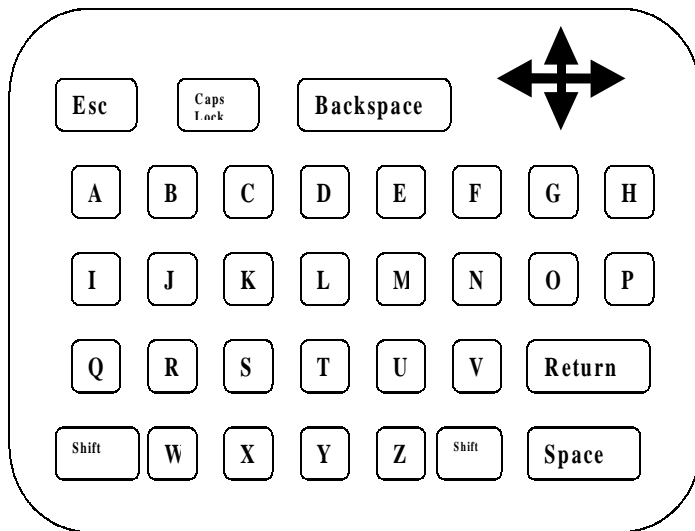 Esc Caps Lock Backspace
A B C D E F G H
I J K L M N O P
Q R S T U V Return
Shift W X Y Z Shift Space